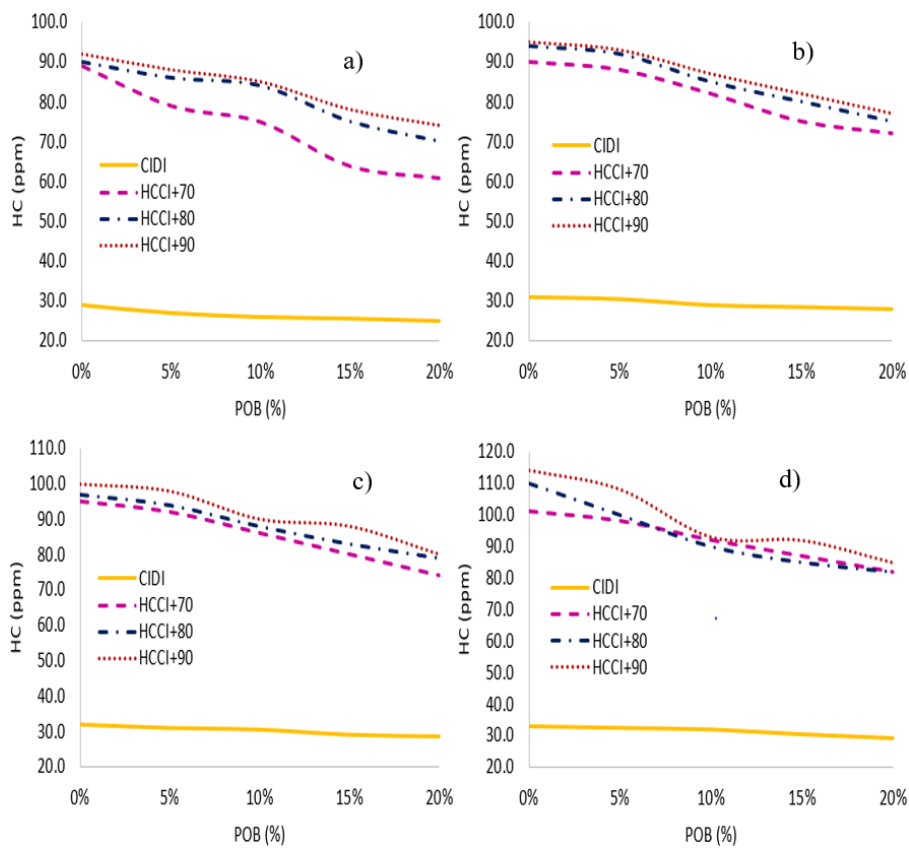 a)
100.0
90.0
80.0
70.0
60.0
50.0
40.0
30.0
20.0
HC (ppm)
CIDI
HCCI+70
HCCI+80
HCCI+90
0% 5% 10% 15% 20%
POB (%)
b)
100.0
90.0
80.0
70.0
60.0
50.0
40.0
30.0
20.0
HC (ppm)
CIDI
HCCI+70
HCCI+80
HCCI+90
0% 5% 10% 15% 20%
POB (%)
c)
110.0
100.0
90.0
80.0
70.0
60.0
50.0
40.0
30.0
20.0
HC (ppm)
CIDI
HCCI+70
HCCI+80
HCCI+90
0% 5% 10% 15% 20%
POB (%)
d)
120.0
110.0
100.0
90.0
80.0
70.0
60.0
50.0
40.0
30.0
20.0
HC (ppm)
CIDI
HCCI+70
HCCI+80
HCCI+90
0% 5% 10% 15% 20%
POB (%)